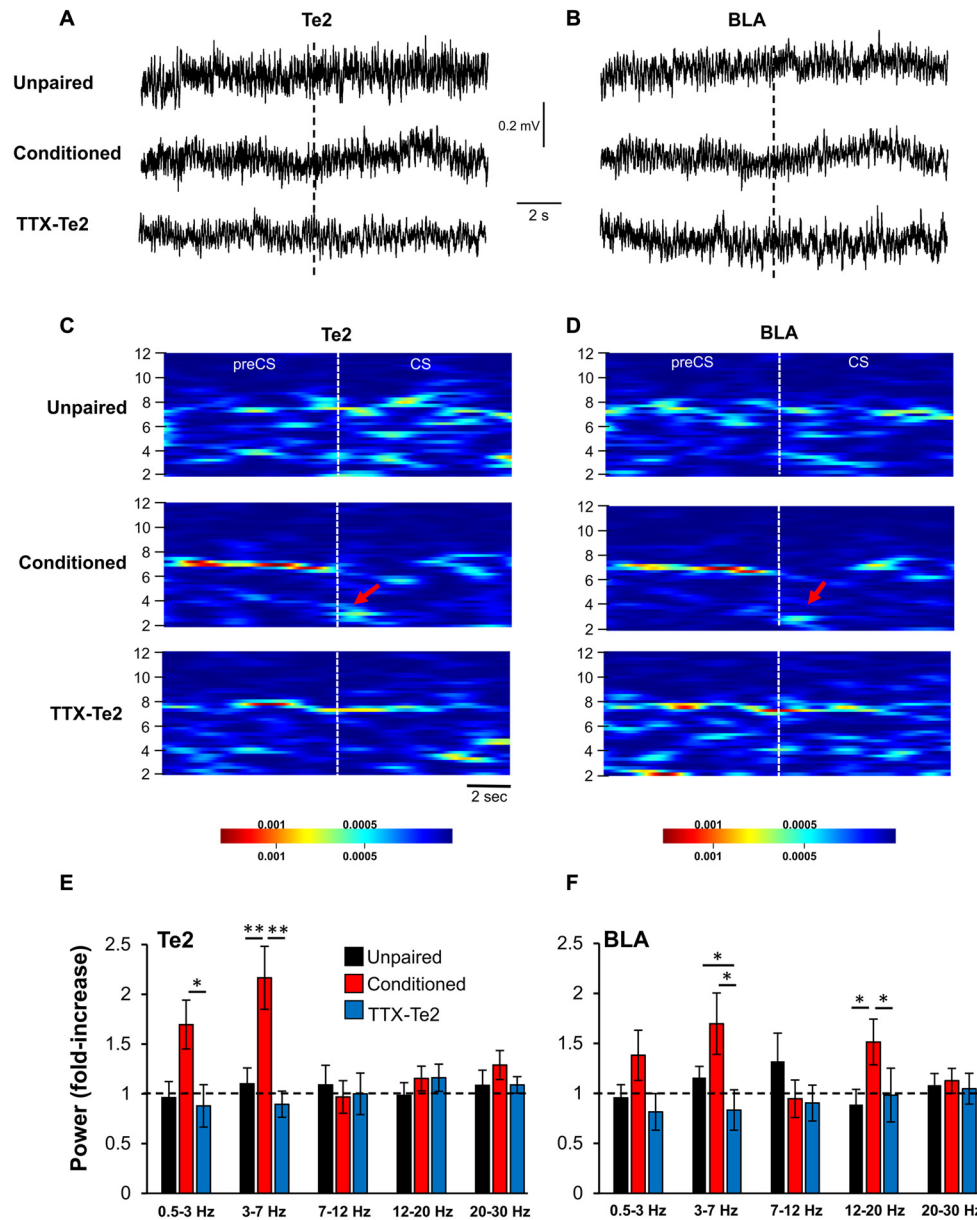 A
Te2
B
BLA
Unpaired
0.2 mV
Conditioned
2 s
TTX-Te2
C
Te2
D
BLA
12
preCS
CS
12
preCS
CS
10
10
Unpaired
8
8
6
6
4
4
2
2
12
12
10
10
Conditioned
8
8
6
6
4
4
2
2
12
12
10
10
TTX-Te2
8
8
6
6
4
4
2
2
2 sec
0.001 0.0005
0.001 0.0005
0.001 0.0005
0.001 0.0005
E
F
Power (fold-increase)
2.5
Te2
** **
Unpaired
2.5
BLA
2
*
Conditioned
2
*
*
* *
TTX-Te2
1.5
1.5
1
1
0.5
0.5
0
0
0.5-3 Hz 3-7 Hz 7-12 Hz 12-20 Hz 20-30 Hz
0.5-3 Hz 3-7 Hz 7-12 Hz 12-20 Hz 20-30 Hz